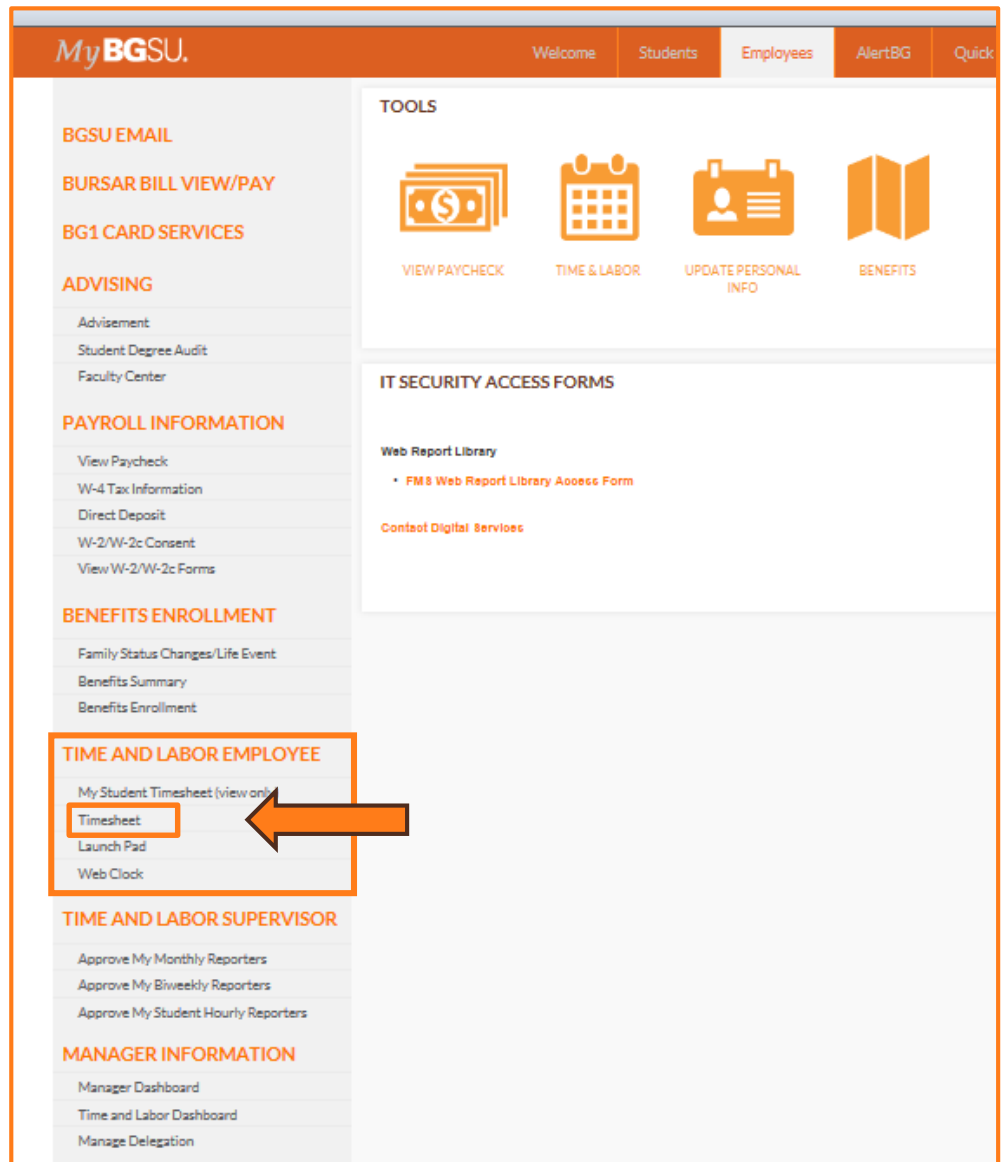 MyBGSU.
Welcome Students Employees AlertBG Quick
BGSU EMAIL
BURSAR BILL VIEW/PAY
BG1 CARD SERVICES
ADVISING
Advisement
Student Degree Audit
Faculty Center
PAYROLL INFORMATION
View Paycheck
W-4 Tax Information
Direct Deposit
W-2/W-2c Consent
View W-2/W-2c Forms
BENEFITS ENROLLMENT
Family Status Changes/Life Event
Benefits Summary
Benefits Enrollment
TIME AND LABOR EMPLOYEE
My Student Timesheet (view only
Timesheet
Launch Pad
Web Clock
TIME AND LABOR SUPERVISOR
Approve My Monthly Reporters
Approve My Biweekly Reporters
Approve My Student Hourly Reporters
MANAGER INFORMATION
Manager Dashboard
Time and Labor Dashboard
Manage Delegation
TOOLS
VIEW PAYCHECK
TIME & LABOR
UPDATE PERSONAL
INFO
BENEFITS
IT SECURITY ACCESS FORMS
Web Report Library
• FMS Web Report Library Access Form
Contact Digital Services